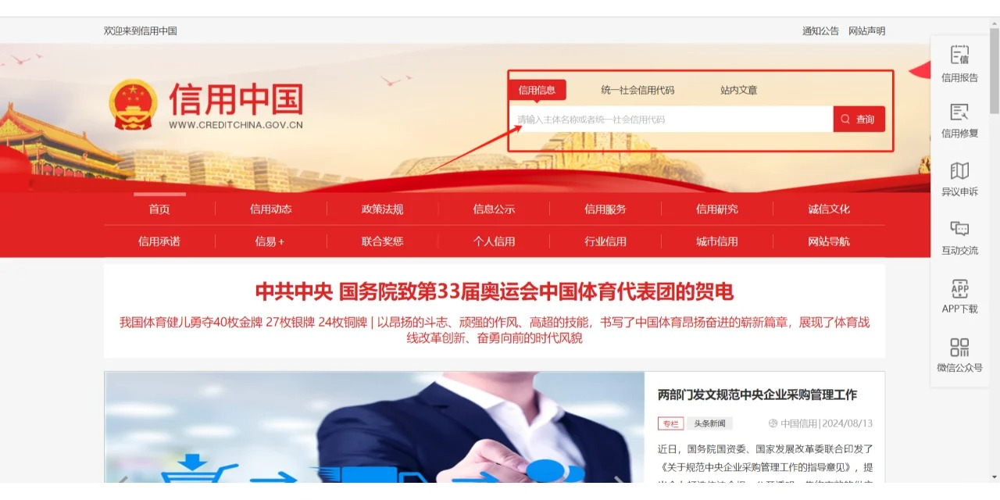 欢迎来到信用中国
通知公告 网站声明
信用中国
WWW.CREDITCHINA.GOV.CN
信用信息 统一社会信用代码 站内文章
请输入主体名称或者统一社会信用代码
查询
首页 信用动态 政策法规 信息公示 信用服务 信用研究 诚信文化
信用承诺 信易+ 联合奖惩 个人信用 行业信用 城市信用 网站导航
中共中央 国务院致第33届奥运会中国体育代表团的贺电
我国体育健儿勇夺40枚金牌 27枚银牌 24枚铜牌 | 以昂扬的斗志、顽强的作风、高超的技能，书写了中国体育昂扬奋进的崭新篇章，展现了体育战
线改革创新、奋勇向前的时代风貌
两部门发文规范中央企业采购管理工作
专栏 头条新闻 中国信用|2024/08/13
近日，国务院国资委、国家发展改革委联合印发了
《关于规范中央企业采购管理工作的指导意见》，提
信
信用报告
信用修复
异议申诉
互动交流
APP
APP下载
微信公众号